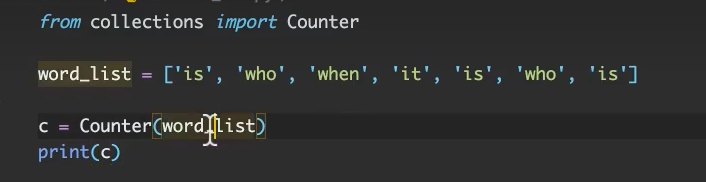 from collections import Counter
word_list = ['is', 'who', 'when', 'it', 'is', 'who', 'is']
c = Counter(word_list)
print(c)